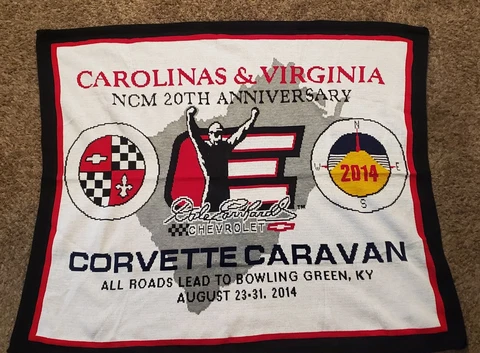 CAROLINAS & VIRGINIA
NCM 20TH ANNIVERSARY
E
N
W E
2014
S
Dale Earnhardt
TM
CHEVROLET
CORVETTE CARAVAN
ALL ROADS LEAD TO BOWLING GREEN, KY
AUGUST 23-31, 2014